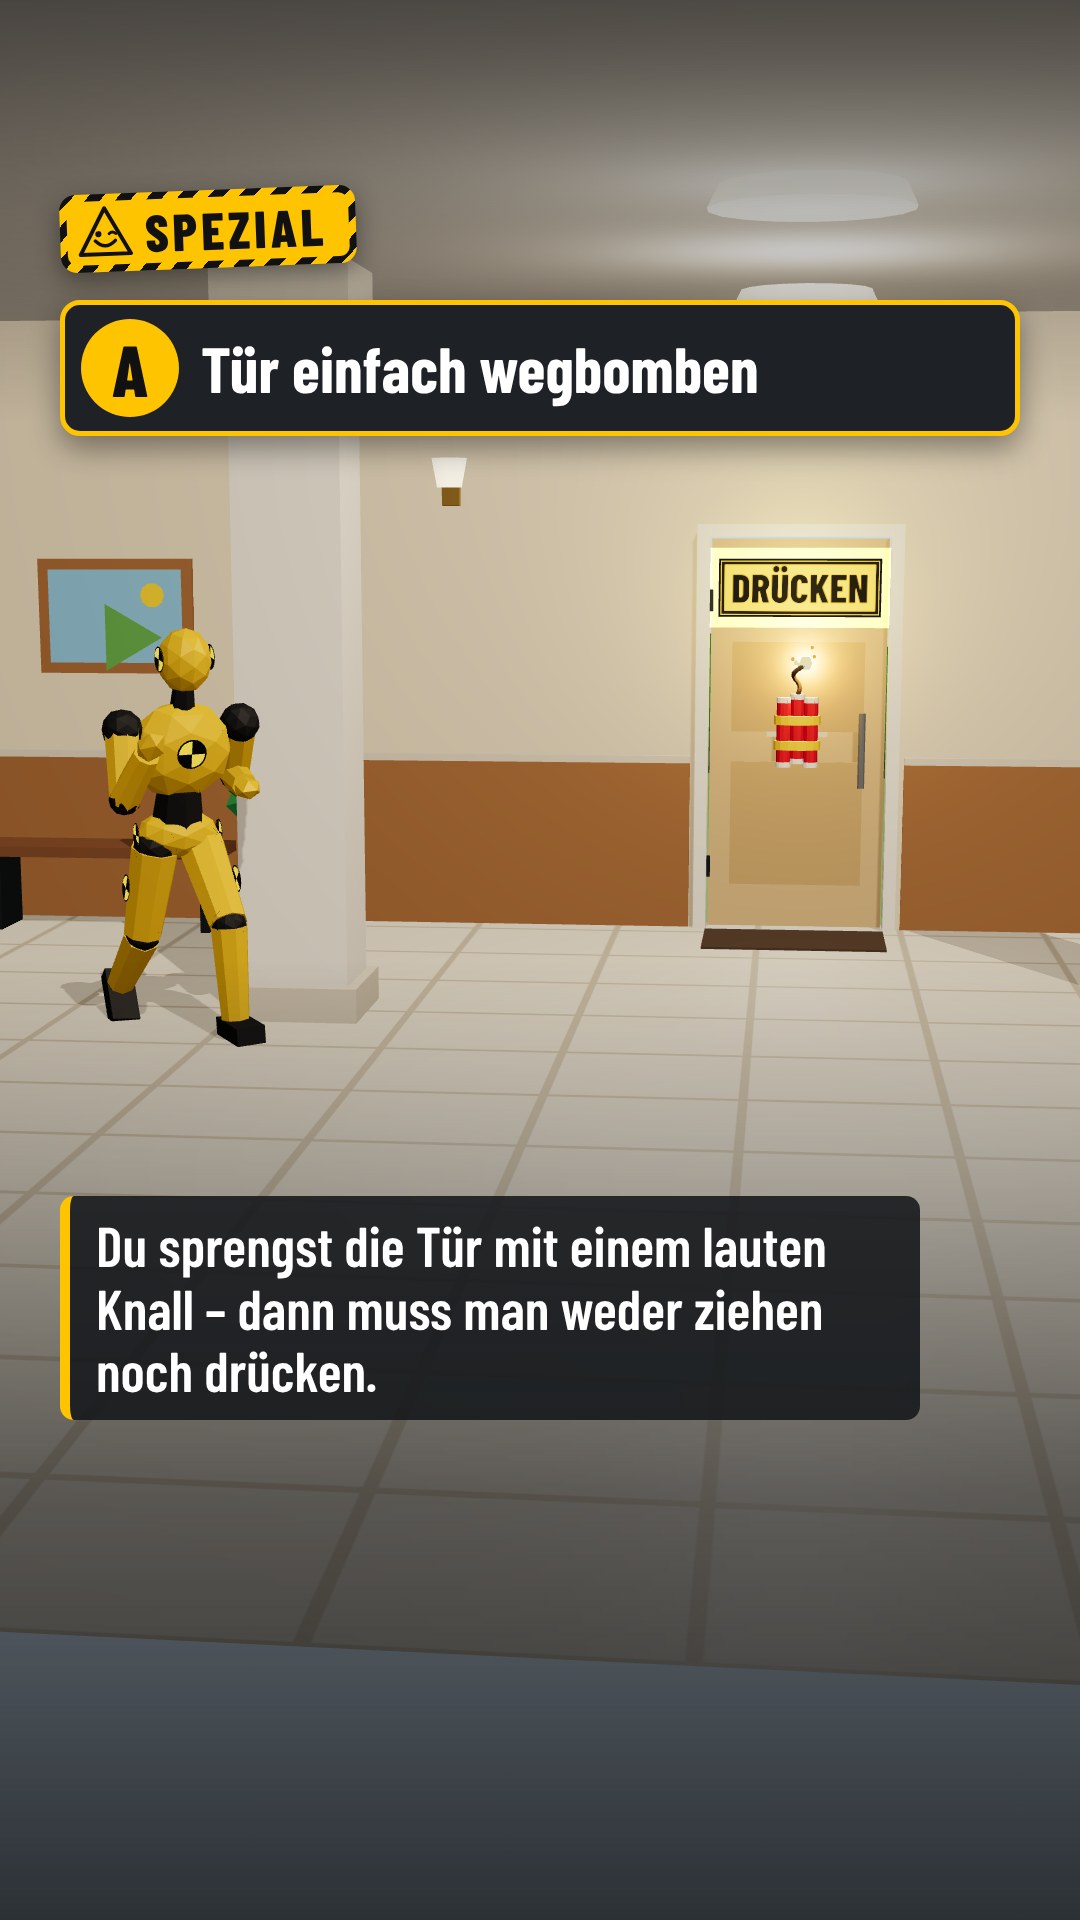 SPEZIAL
A Tür einfach wegbomben
DRÜCKEN
Du sprengst die Tür mit einem lauten
Knall – dann muss man weder ziehen
noch drücken.